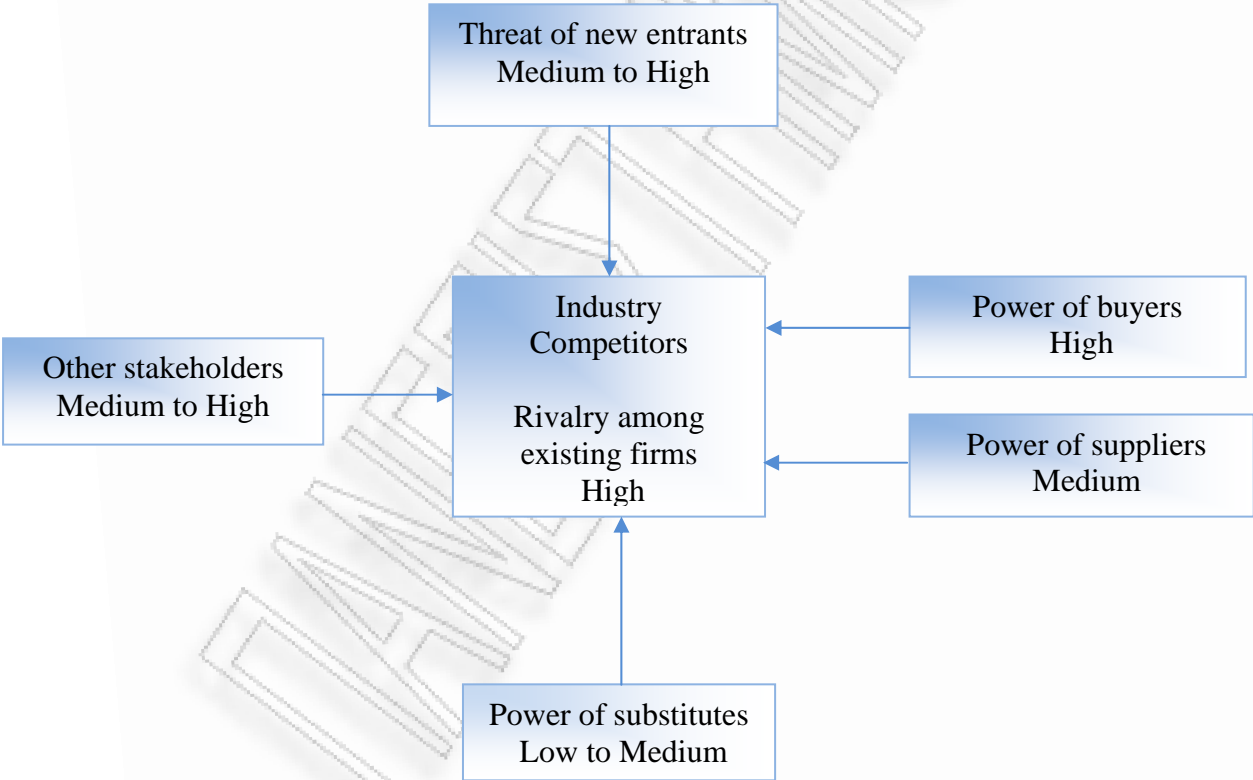 Threat of new entrants
Medium to High
Industry
Competitors
Rivalry among
existing firms
High
Other stakeholders
Medium to High
Power of buyers
High
Power of suppliers
Medium
Power of substitutes
Low to Medium